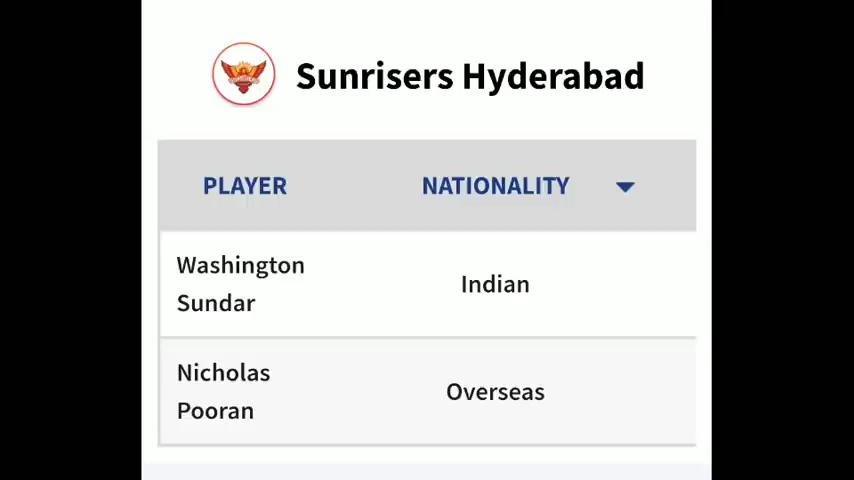 Sunrisers Hyderabad
PLAYER NATIONALITY
Washington
Sundar
Indian
Nicholas
Pooran
Overseas